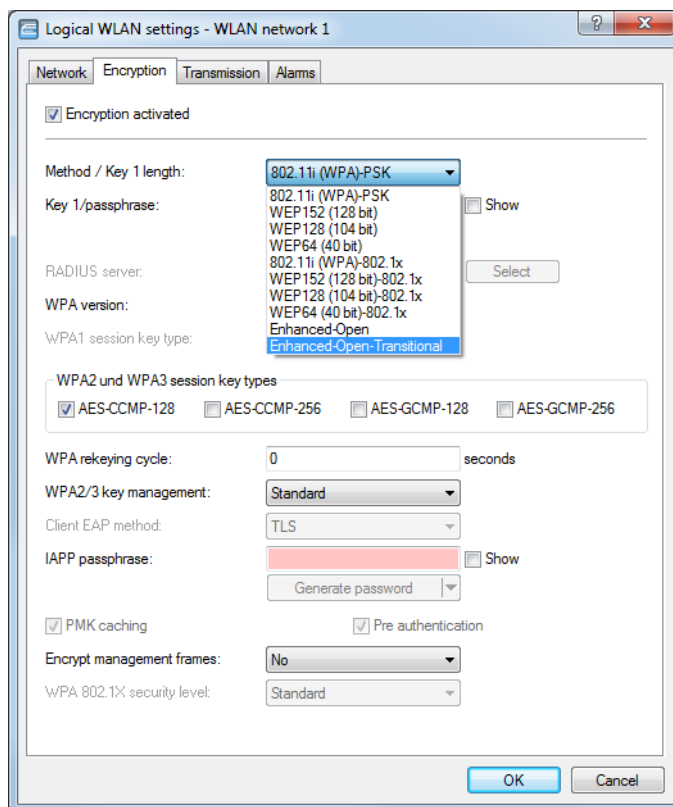 Logical WLAN settings - WLAN network 1
Network Encryption Transmission Alarms
Encryption activated
Method / Key 1 length: 802.11i (WPA)-PSK
802.11i (WPA)-PSK
Key 1/passphrase: Show
WEP152 (128 bit)
WEP128 (104 bit)
WEP64 (40 bit)
802.11i (WPA)-802.1x
RADIUS server: Select
WEP152 (128 bit)-802.1x
WEP128 (104 bit)-802.1x
WPA version:
WEP64 (40 bit)-802.1x
Enhanced-Open
WPA1 session key type:
Enhanced-Open-Transitional
WPA2 und WPA3 session key types
AES-CCMP-128 AES-CCMP-256 AES-GCMP-128 AES-GCMP-256
WPA rekeying cycle: 0 seconds
WPA2/3 key management: Standard
Client EAP method: TLS
IAPP passphrase: Show
Generate password
PMK caching Pre authentication
Encrypt management frames: No
WPA 802.1X security level: Standard
OK Cancel